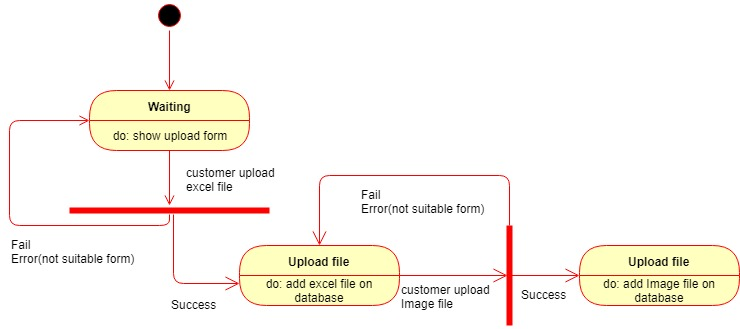 Waiting
do: show upload form
customer upload
excel file
Fail
Error(not suitable form)
Fail
Error(not suitable form)
Success
Upload file
do: add excel file on
database
customer upload
Image file
Success
Upload file
do: add Image file on
database